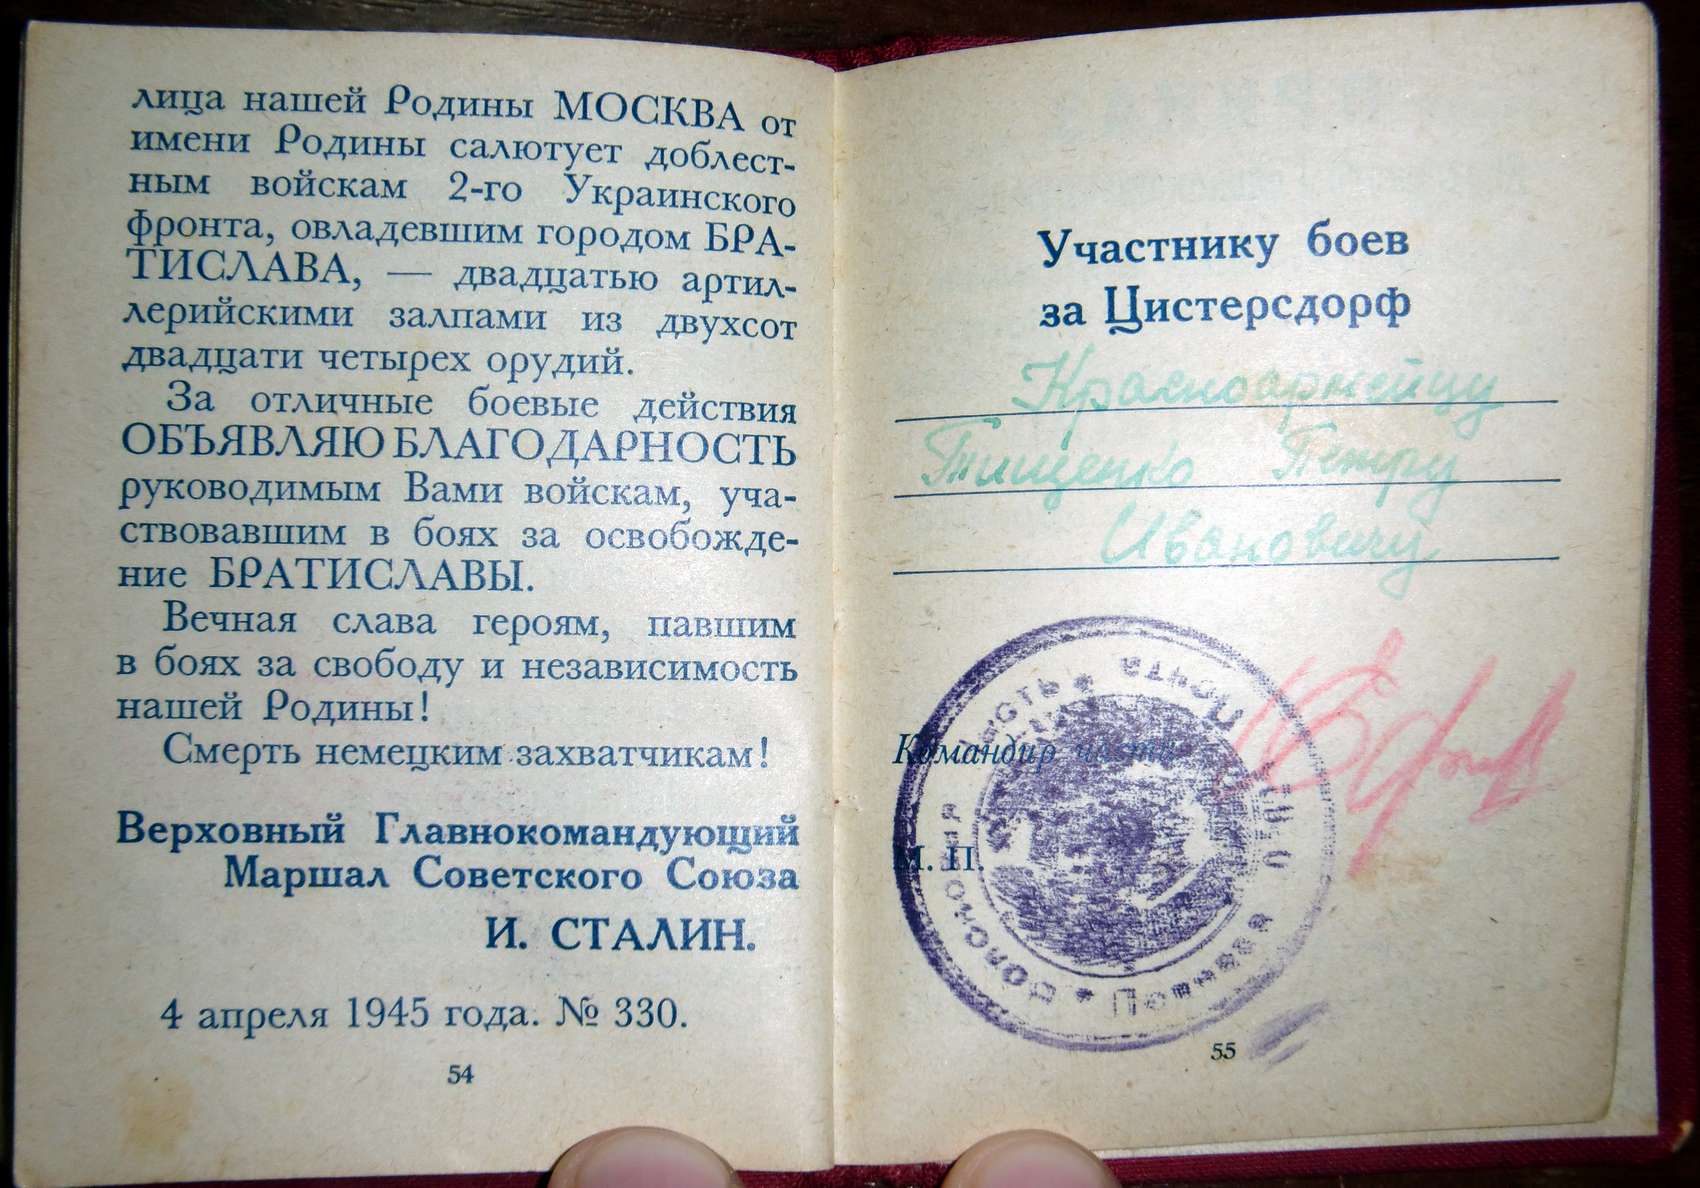 лица нашей Родины МОСКВА от
имени Родины салютует доблест-
ным войскам 2-го Украинского
фронта, овладевшим городом БРА-
ТИСЛАВА, — двадцатью артил-
лерийскими залпами из двухсот
двадцати четырех орудий.
За отличные боевые действия
ОБЪЯВЛЯЮ БЛАГОДАРНОСТЬ
руководимым Вами войскам, уча-
ствовавшим в боях за освобожде-
ние БРАТИСЛАВЫ.
Вечная слава героям, павшим
в боях за свободу и независимость
нашей Родины!
Смерть немецким захватчикам!
Верховный Главнокомандующий
Маршал Советского Союза
И. СТАЛИН.
4 апреля 1945 года. № 330.
54
Участнику боев
за Цистерсдорф
Красноармейцу
Тищенко Петру
Ивановичу
Командир части
М. П.
Полевая Почта
55